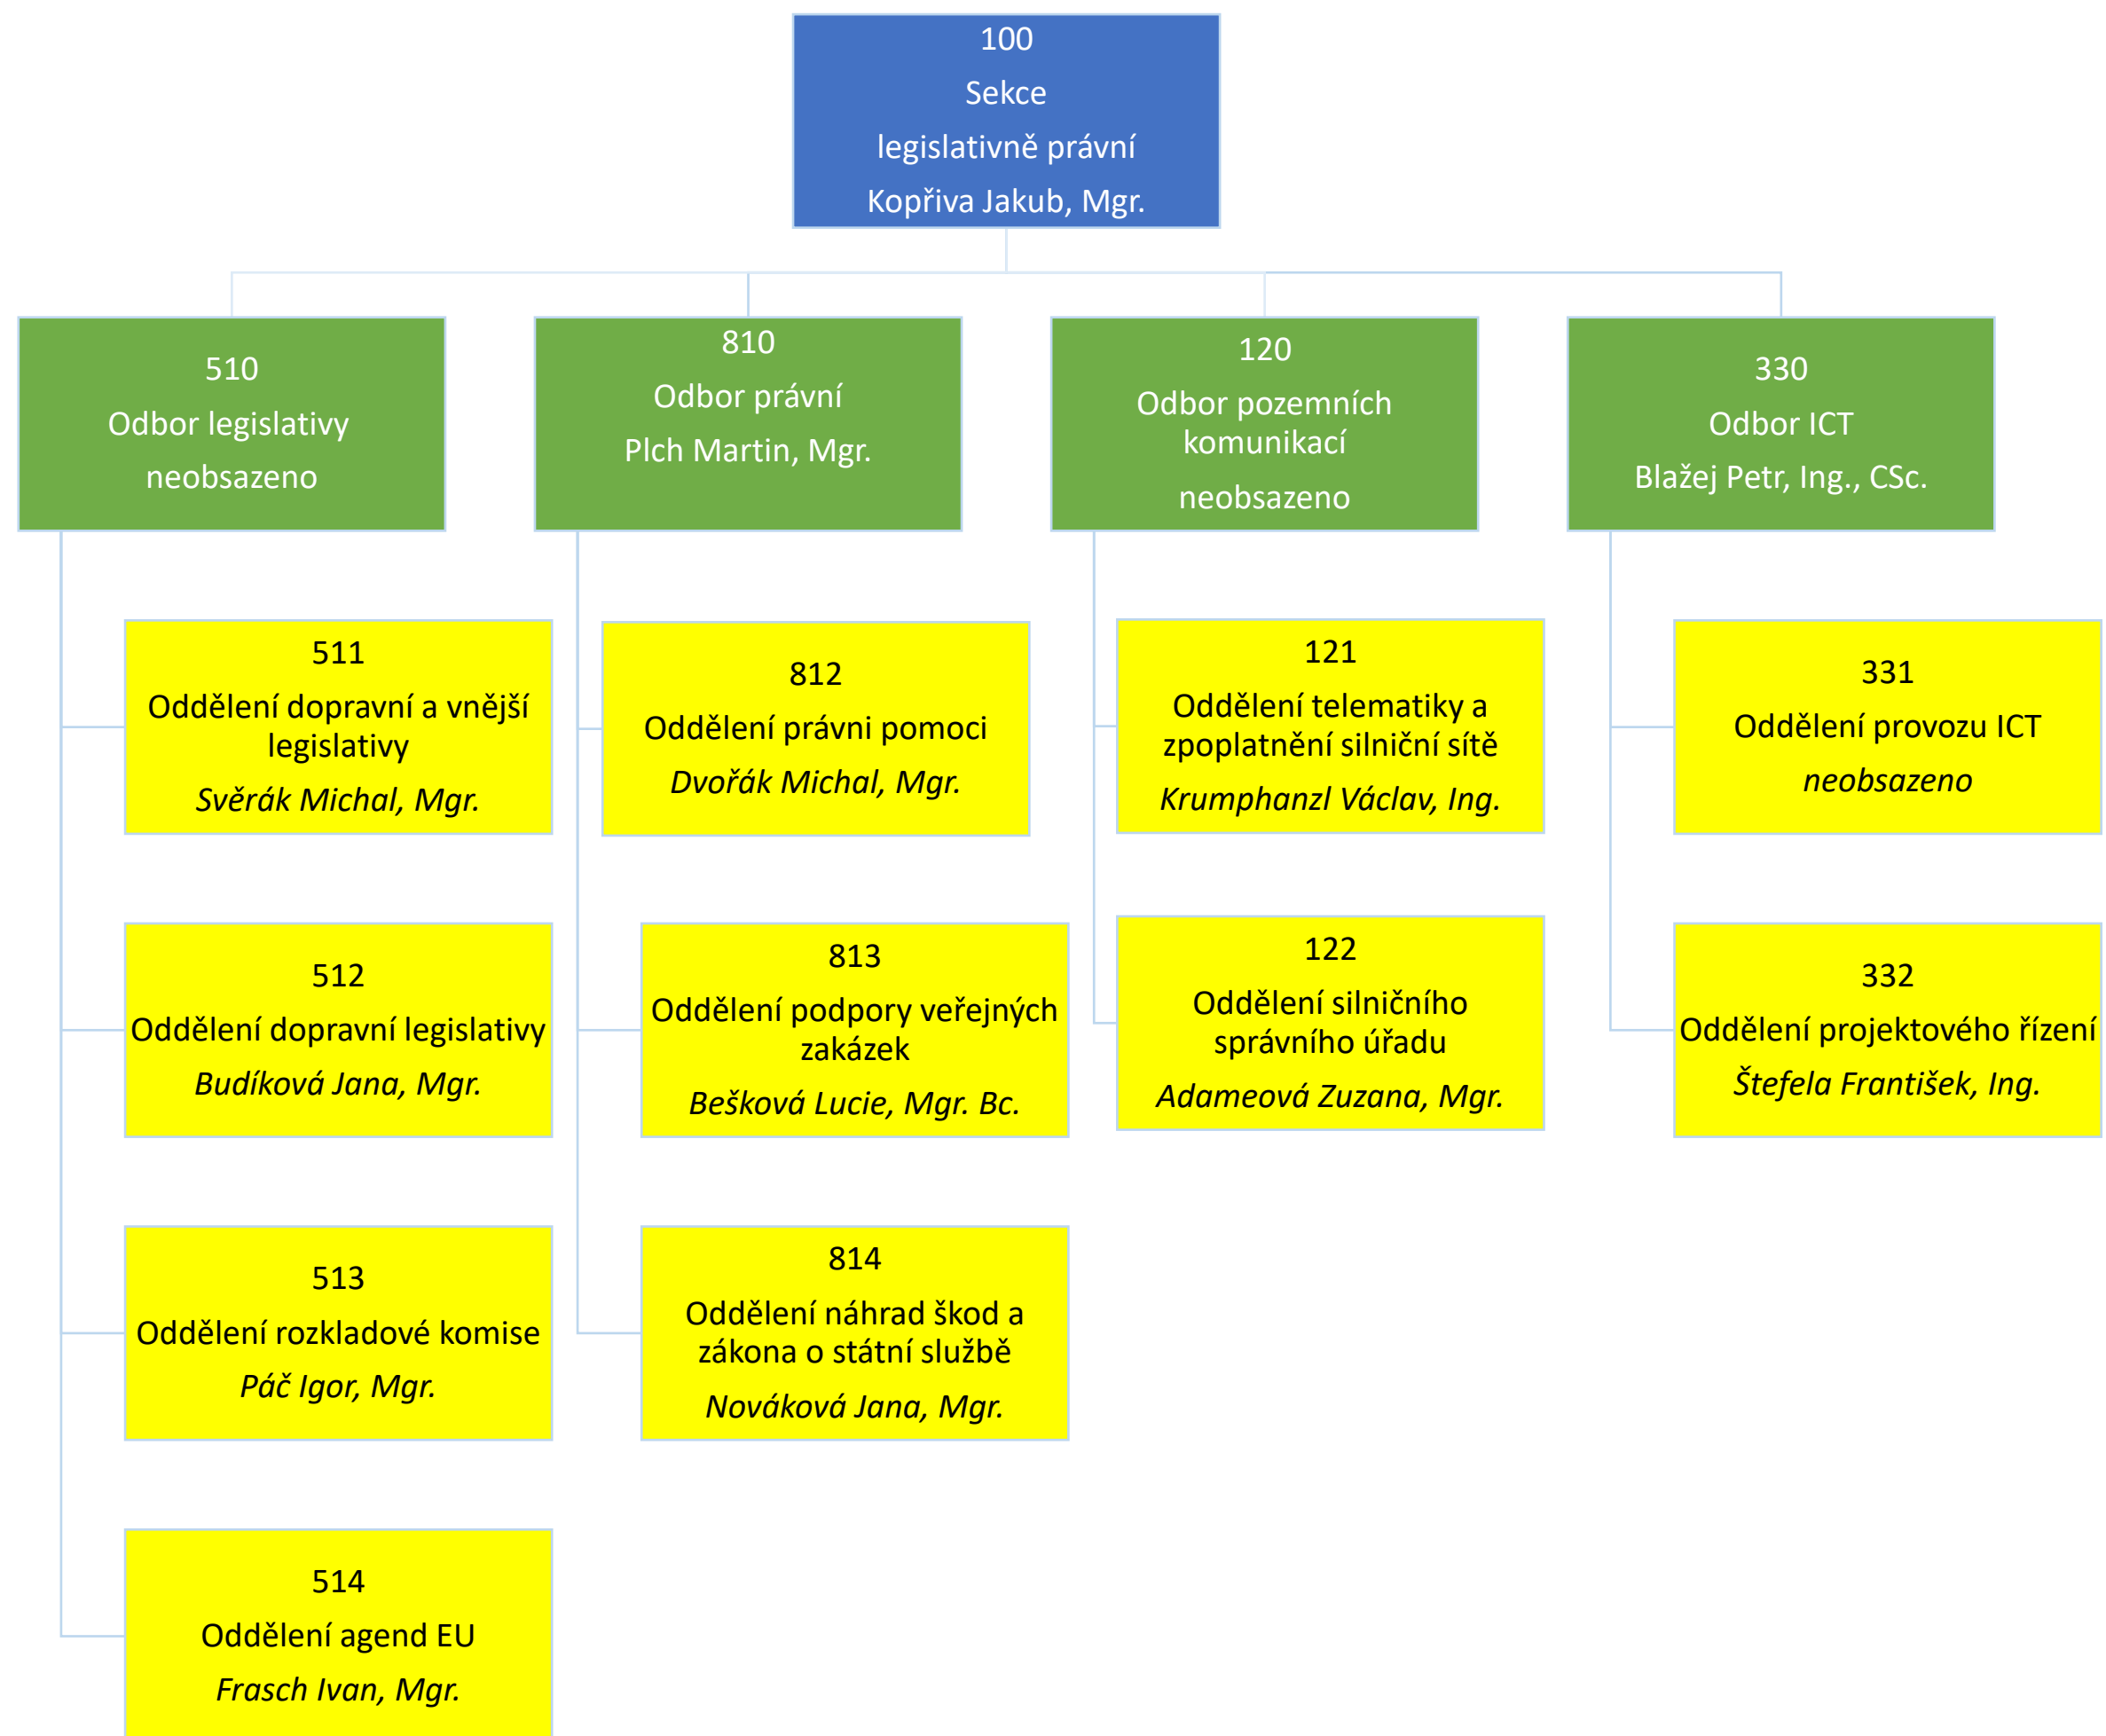 100
Sekce
legislativně právní
Kopřiva Jakub, Mgr.
510
Odbor legislativy
neobsazeno
810
Odbor právní
Plch Martin, Mgr.
120
Odbor pozemních
komunikací
neobsazeno
330
Odbor ICT
Blažej Petr, Ing., CSc.
511
Oddělení dopravní a vnější
legislativy
Svěrák Michal, Mgr.
812
Oddělení právni pomoci
Dvořák Michal, Mgr.
121
Oddělení telematiky a
zpoplatnění silniční sítě
Krumphanzl Václav, Ing.
331
Oddělení provozu ICT
neobsazeno
512
Oddělení dopravní legislativy
Budíková Jana, Mgr.
813
Oddělení podpory veřejných
zakázek
Bešková Lucie, Mgr. Bc.
122
Oddělení silničního
správního úřadu
Adameová Zuzana, Mgr.
332
Oddělení projektového řízení
Štefela František, Ing.
513
Oddělení rozkladové komise
Páč Igor, Mgr.
814
Oddělení náhrad škod a
zákona o státní službě
Nováková Jana, Mgr.
514
Oddělení agend EU
Frasch Ivan, Mgr.